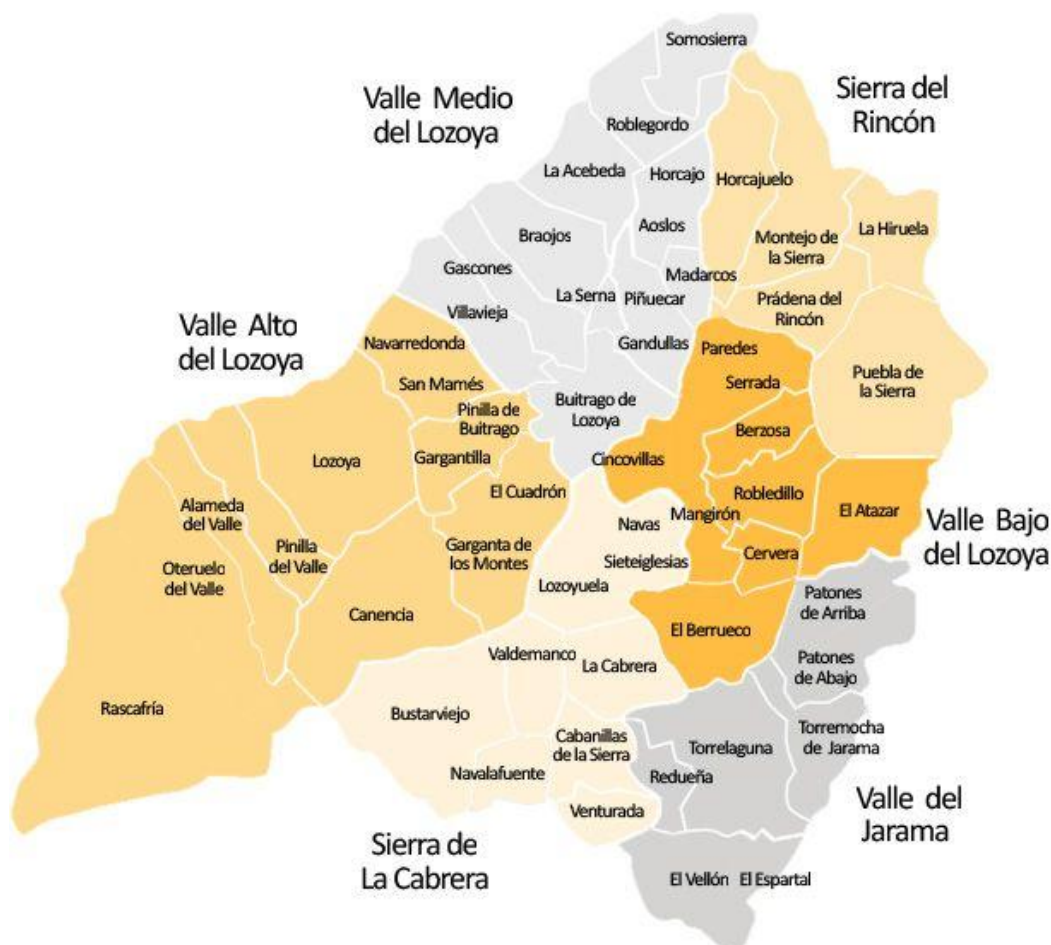 Somosierra
Valle Medio
del Lozoya
Sierra del
Rincón
Roblegordo
La Acebeda
Horcajo
Horcajuelo
Aoslos
Braojos
Montejo de
la Sierra
La Hiruela
Gascones
Madarcos
La Serna
Piñuecar
Prádena del
Rincón
Villavieja
Valle Alto
del Lozoya
Navarredonda
Gandullas
Paredes
Serrada
Puebla de
la Sierra
San Mamés
Buitrago de
Lozoya
Pinilla de
Buitrago
Berzosa
Lozoya
Gargantilla
Cincovillas
Robledillo
El Cuadrón
Alameda
del Valle
Navas
Mangirón
El Atazar
Valle Bajo
del Lozoya
Pinilla
del Valle
Garganta de
los Montes
Cervera
Oteruelo
del Valle
Sieteiglesias
Lozoyuela
Patones
de Arriba
Canencia
El Berrueco
Valdemanco
La Cabrera
Patones
de Abajo
Rascafría
Bustarviejo
Cabanillas
de la Sierra
Torrelaguna
Torremocha
de Jarama
Navalafuente
Redueña
Venturada
Valle del
Jarama
Sierra de
La Cabrera
El Vellón
El Espartal